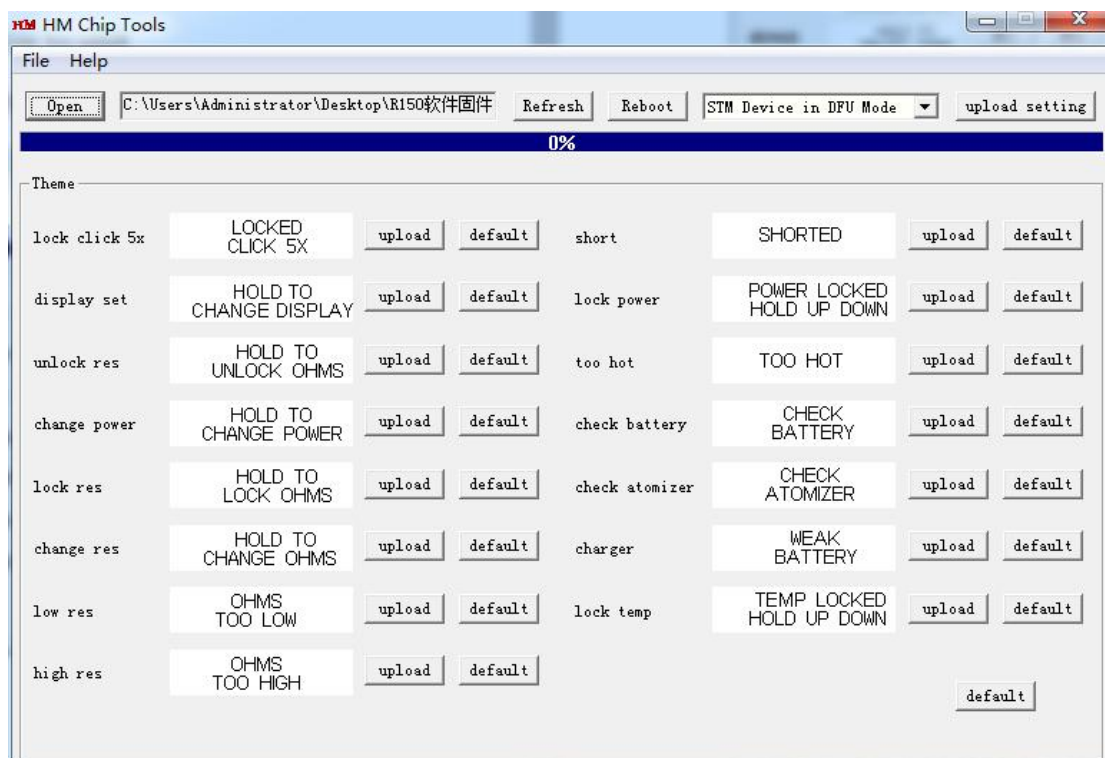 HM HM Chip Tools
File Help
Open C:\Users\Administrator\Desktop\R150软件固件 Refresh Reboot STM Device in DFU Mode upload setting
0%
Theme
lock click 5x LOCKED CLICK 5X upload default short SHORTED upload default
display set HOLD TO CHANGE DISPLAY upload default lock power POWER LOCKED HOLD UP DOWN upload default
unlock res HOLD TO UNLOCK OHMS upload default too hot TOO HOT upload default
change power HOLD TO CHANGE POWER upload default check battery CHECK BATTERY upload default
lock res HOLD TO LOCK OHMS upload default check atomizer CHECK ATOMIZER upload default
change res HOLD TO CHANGE OHMS upload default charger WEAK BATTERY upload default
low res OHMS TOO LOW upload default lock temp TEMP LOCKED HOLD UP DOWN upload default
high res OHMS TOO HIGH upload default
default